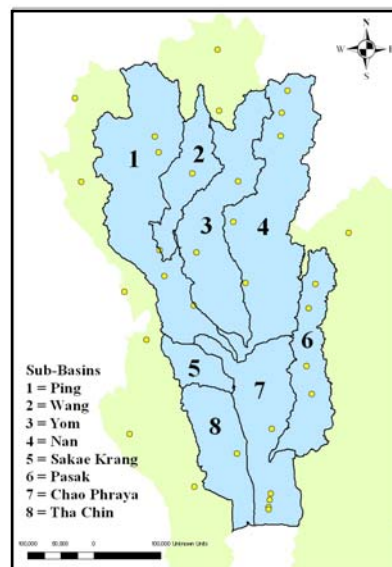 N
W E
S
1
2
3
4
5
6
7
8
Sub-Basins
1 = Ping
2 = Wang
3 = Yom
4 = Nan
5 = Sakae Krang
6 = Pasak
7 = Chao Phraya
8 = Tha Chin
100,000 50,000 0 100,000 Unknown Units